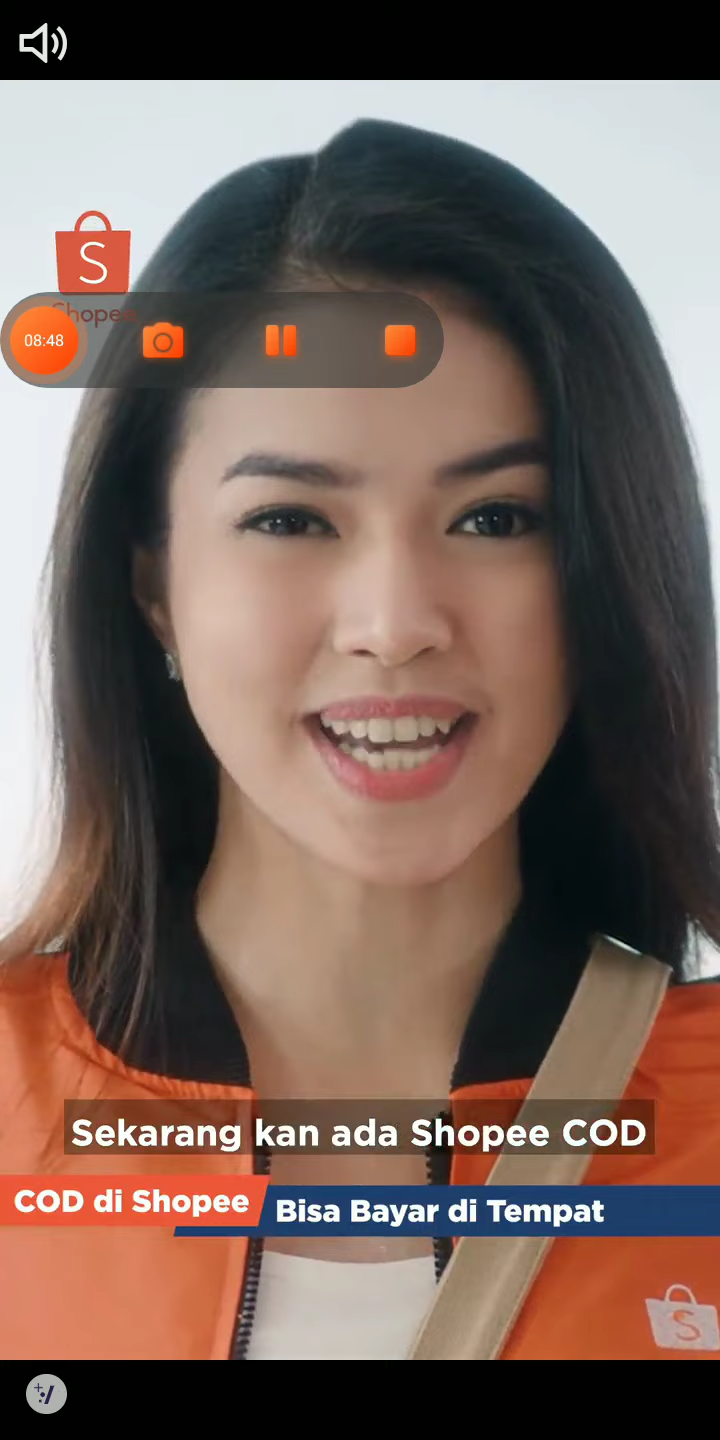 S
Shopee
08:48
Sekarang kan ada Shopee COD
COD di Shopee
Bisa Bayar di Tempat
S